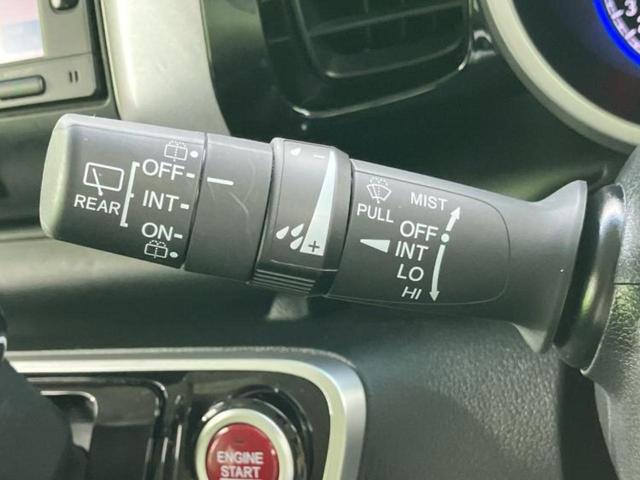 OFF
INT
ON
REAR
- +
PULL
MIST
OFF
INT
LO
HI
ENGINE
START